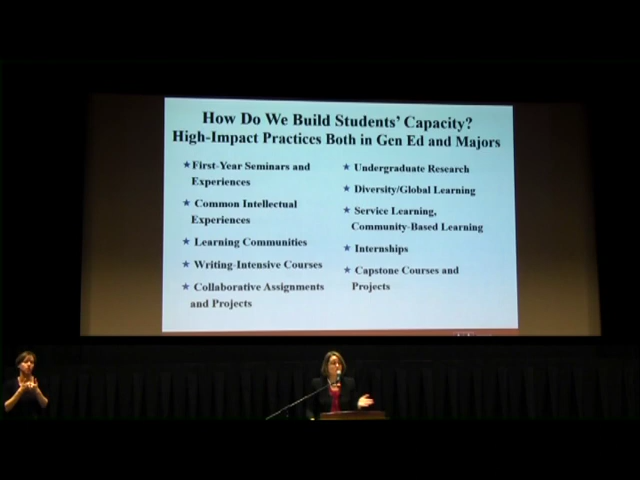 How Do We Build Students' Capacity?
High-Impact Practices Both in Gen Ed and Majors
★First-Year Seminars and
Experiences
★ Common Intellectual
Experiences
★ Learning Communities
★ Writing-Intensive Courses
★ Collaborative Assignments
and Projects
★ Undergraduate Research
★ Diversity/Global Learning
★ Service Learning,
Community-Based Learning
★ Internships
★ Capstone Courses and
Projects